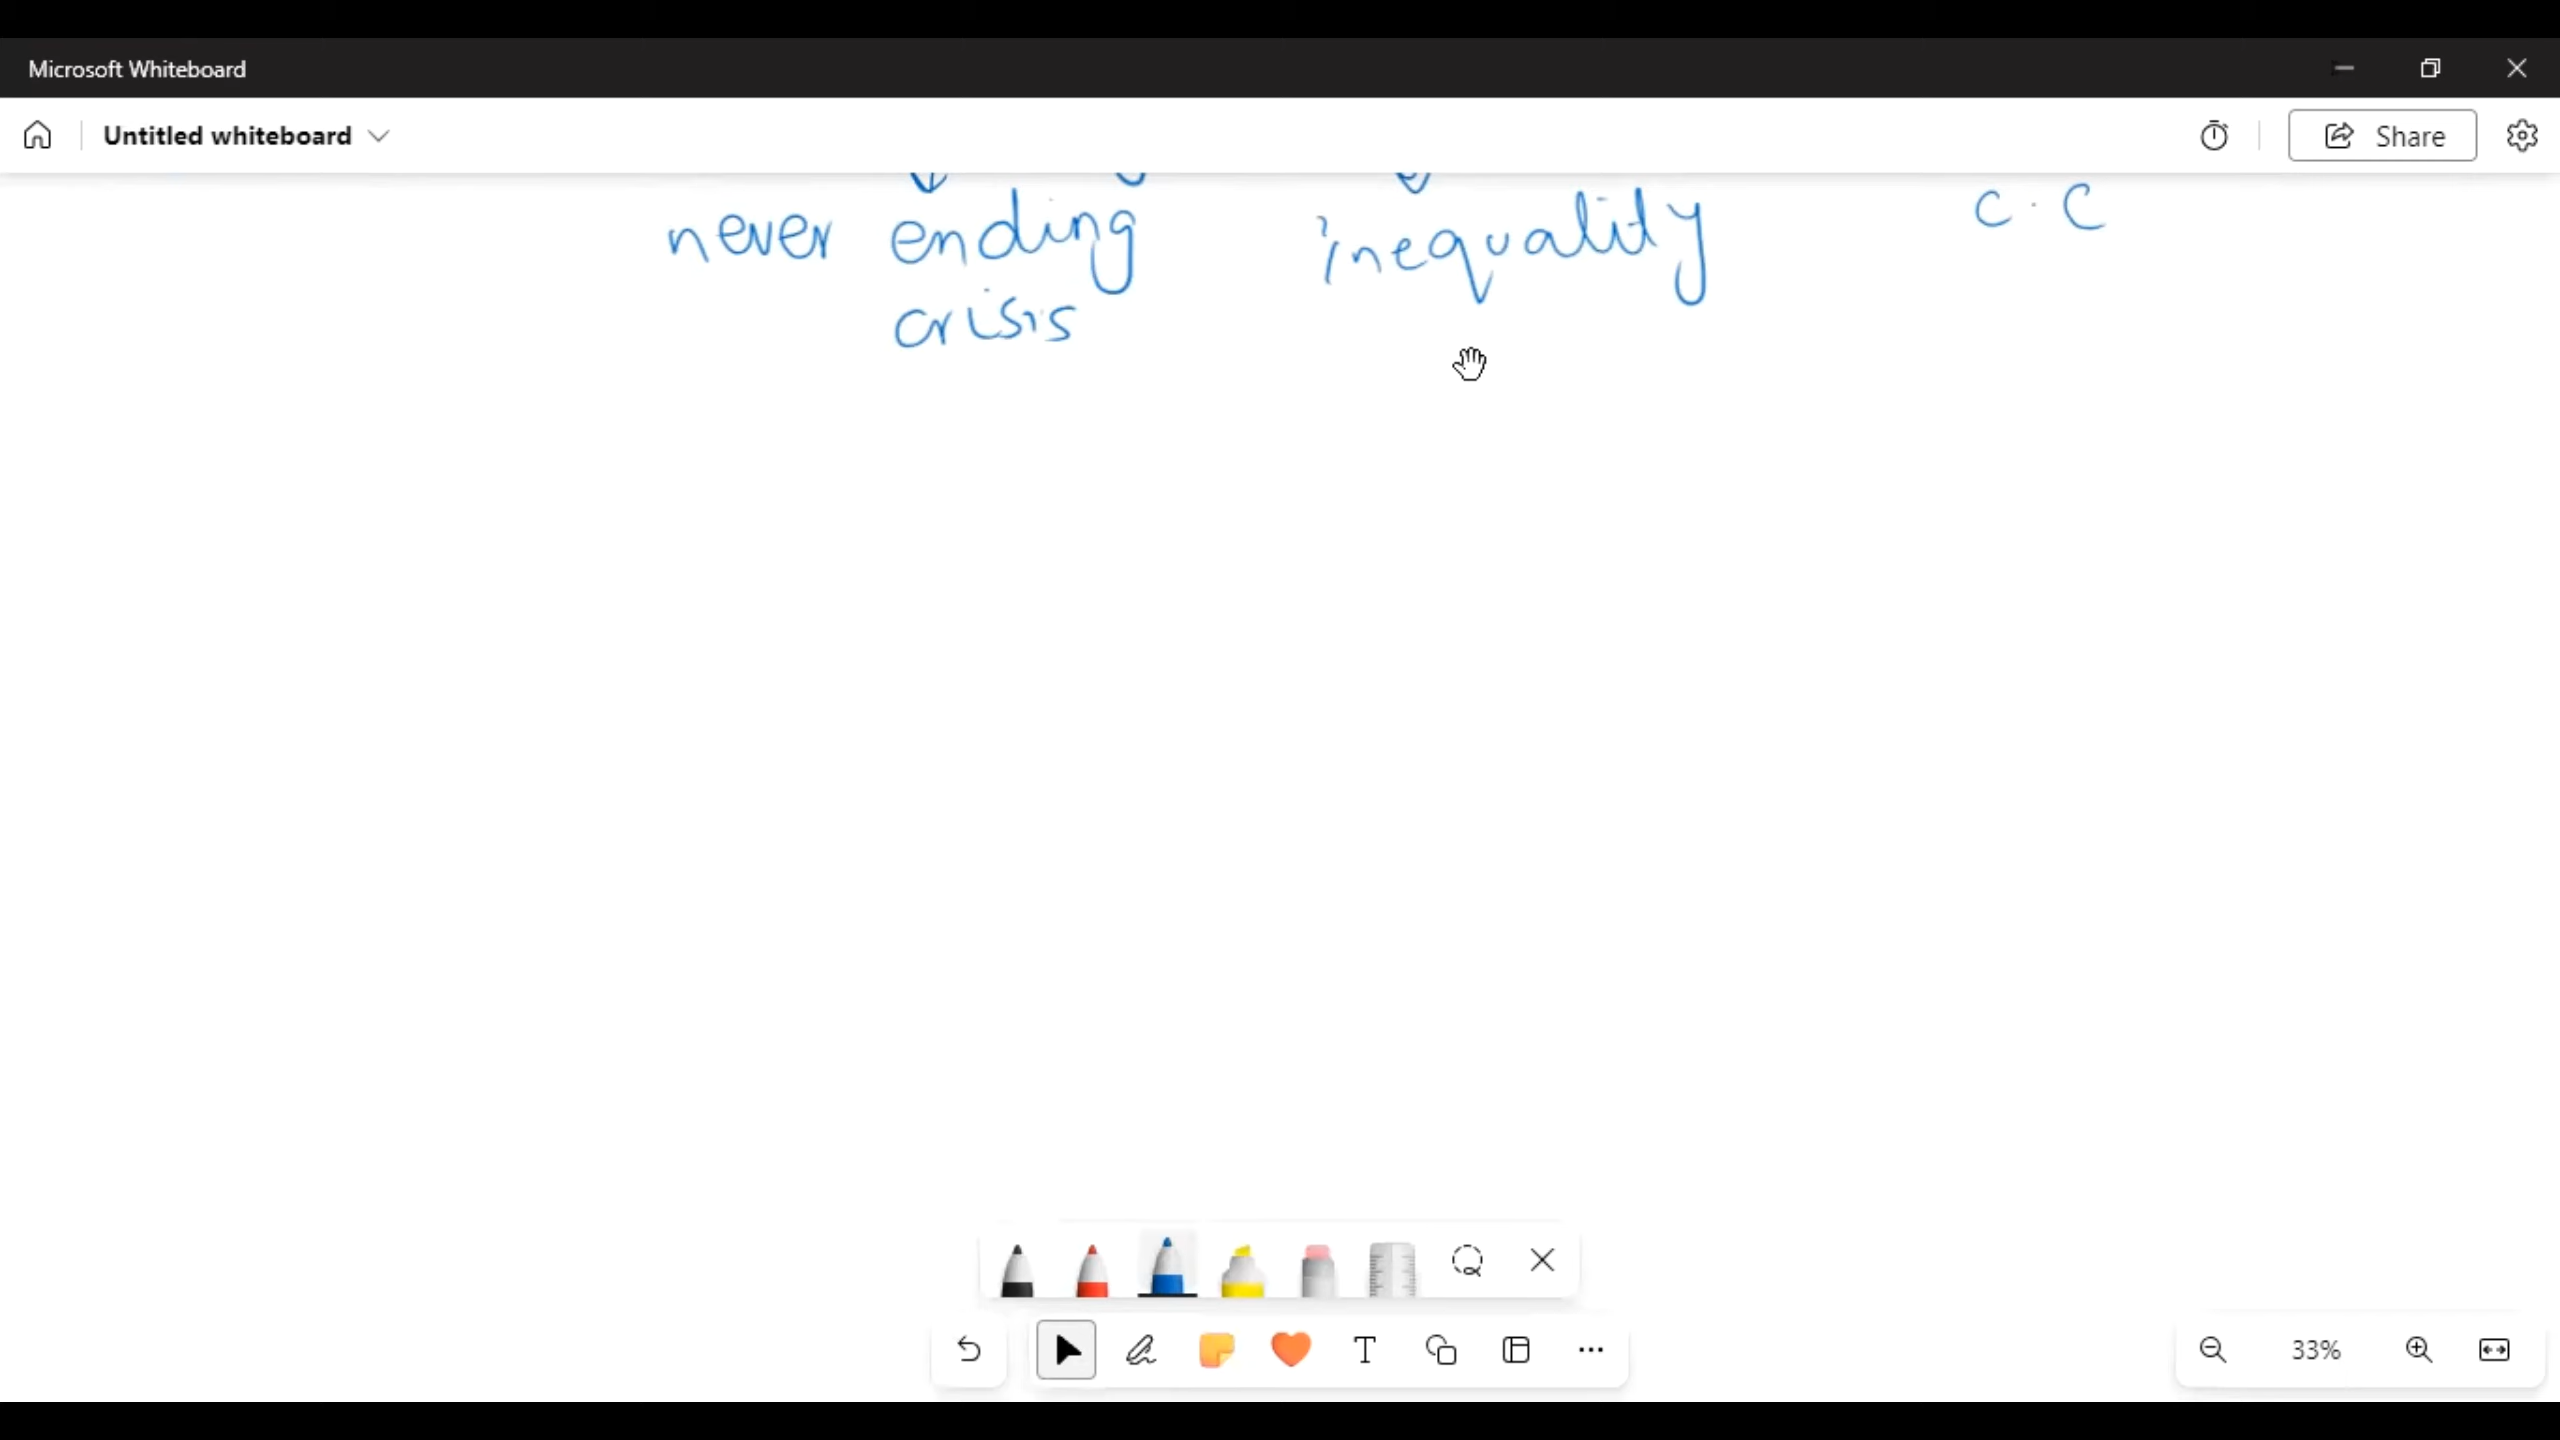 Microsoft Whiteboard
Untitled whiteboard
Share
never ending inequality C.C
crisis
33%